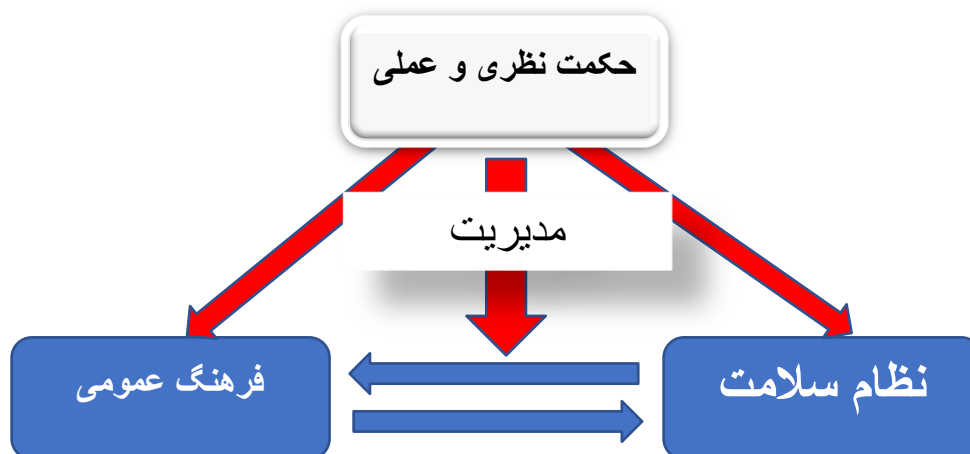 حکمت نظری و عملی
مدیریت
نظام سلامت
فرهنگ عمومی